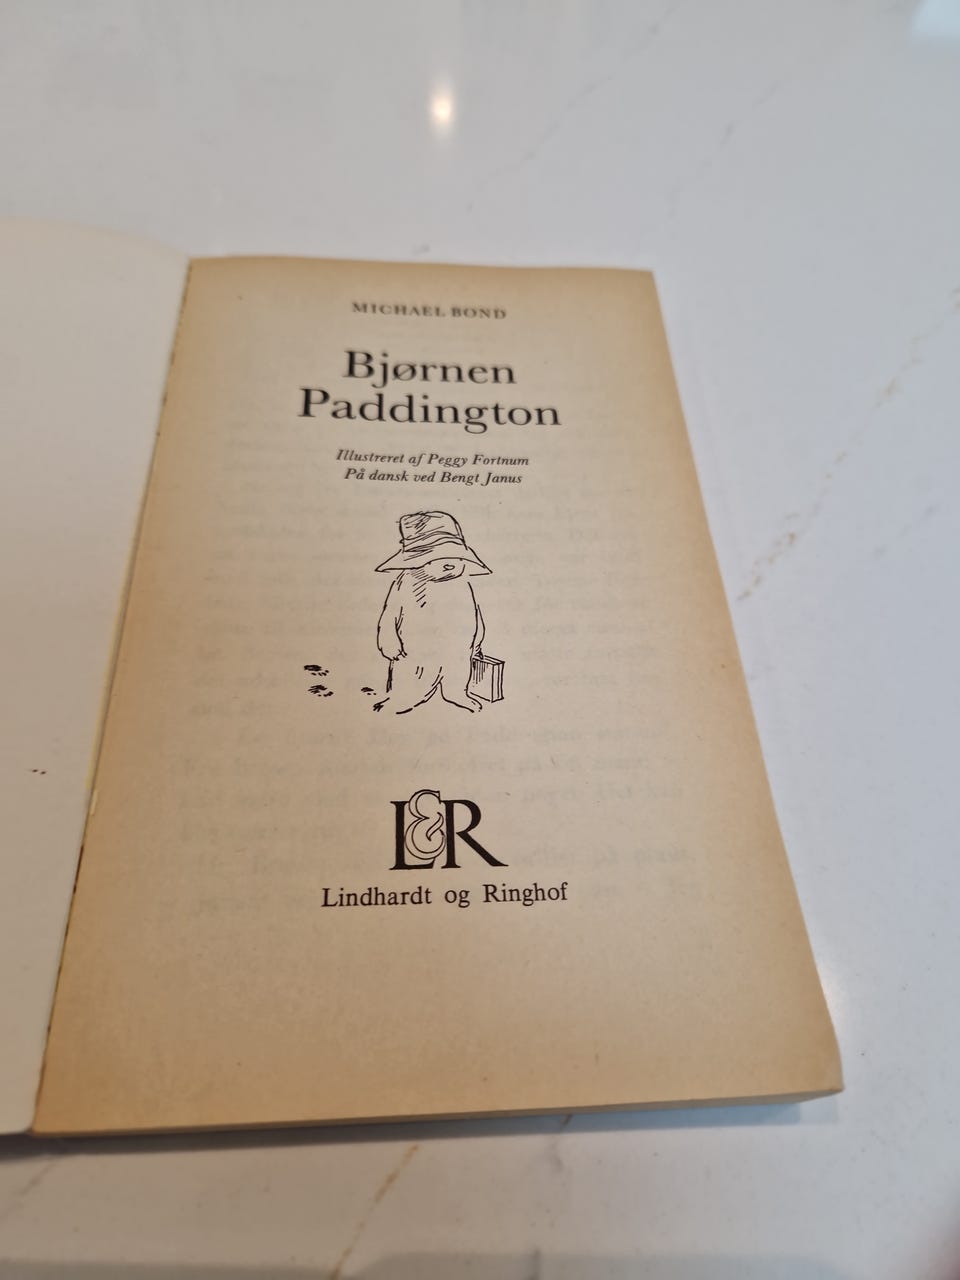 MICHAEL BOND
Bjørnen
Paddington
Illustreret af Peggy Fortnum
På dansk ved Bengt Janus
L&R
Lindhardt og Ringhof